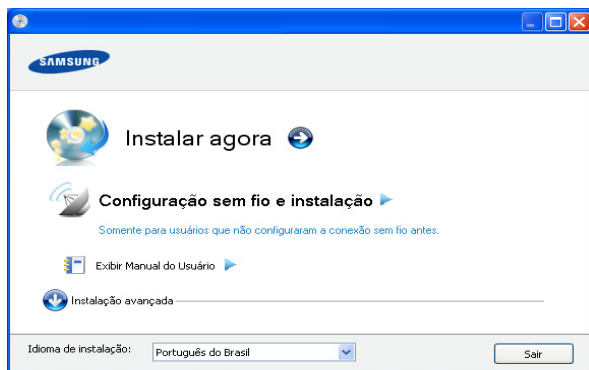 SAMSUNG
Instalar agora
Configuração sem fio e instalação
Somente para usuários que não configuraram a conexão sem fio antes.
Exibir Manual do Usuário
Instalação avançada
Idioma de instalação: Português do Brasil Sair